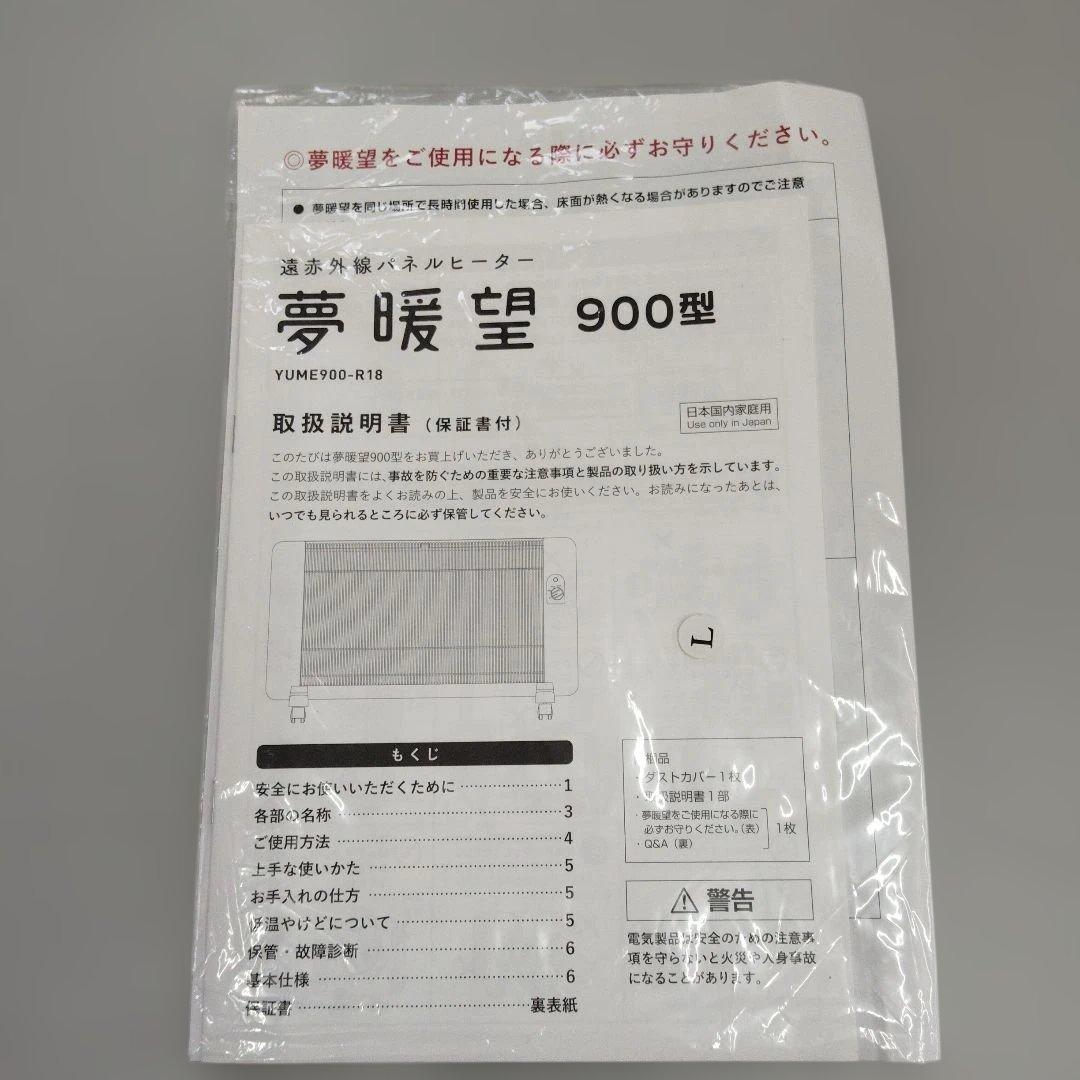 ◎夢暖望をご使用になる際に必ずお守りください。
● 夢暖望を同じ場所で長時間使用した場合、床面が熱くなる場合がありますのでご注意
遠赤外線パネルヒーター
夢暖望 900型
YUME900-R18
取扱説明書（保証書付）
日本国内家庭用
Use only in Japan
このたびは夢暖望900型をお買上げいただき、ありがとうございました。
この取扱説明書には、事故を防ぐための重要な注意事項と製品の取り扱い方を示しています。
この取扱説明書をよくお読みの上、製品を安全にお使いください。お読みになったあとは、
いつでも見られるところに必ず保管してください。
L
もくじ
安全にお使いいただくために 1
各部の名称 3
ご使用方法 4
上手な使いかた 5
お手入れの仕方 5
低温やけどについて 5
保管・故障診断 6
基本仕様 6
保証書 裏表紙
梱品
・ダストカバー1枚
・取扱説明書1部
・夢暖望をご使用になる際に
必ずお守りください。（表）
・Q&A（裏）
1枚
⚠ 警告
電気製品は安全のための注意事
項を守らないと火災や人身事故
になることがあります。